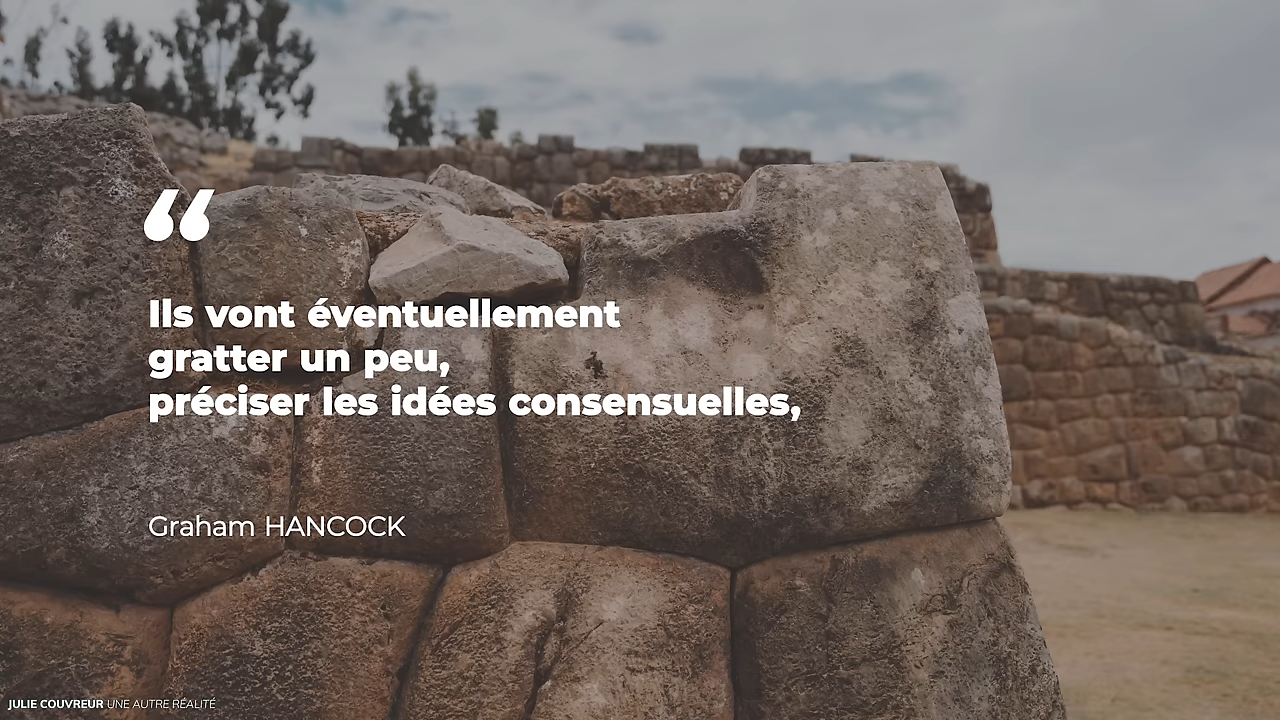 “
Ils vont éventuellement
gratter un peu,
préciser les idées consensuelles,
Graham HANCOCK
JULIE COUVREUR UNE AUTRE RÉALITÉ